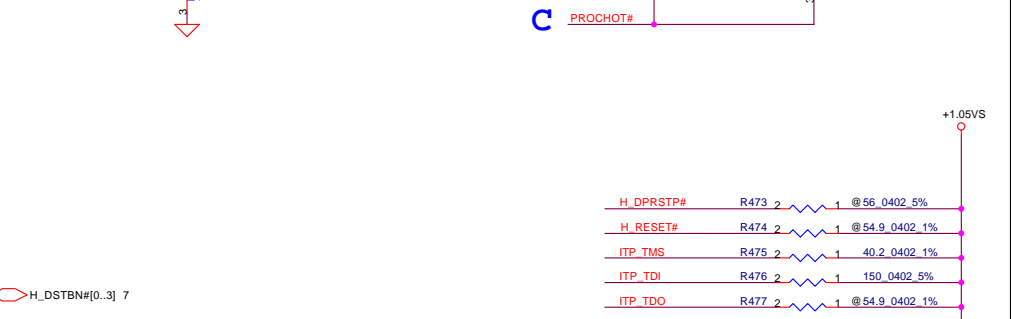 3
C PROCHOT#
+1.05VS
H_DPRSTP# R473 2 1 @56_0402_5%
H_RESET# R474 2 1 @54.9_0402_1%
ITP_TMS R475 2 1 40.2_0402_1%
ITP_TDI R476 2 1 150_0402_5%
H_DSTBN#[0..3] 7
ITP_TDO R477 2 1 @54.9_0402_1%